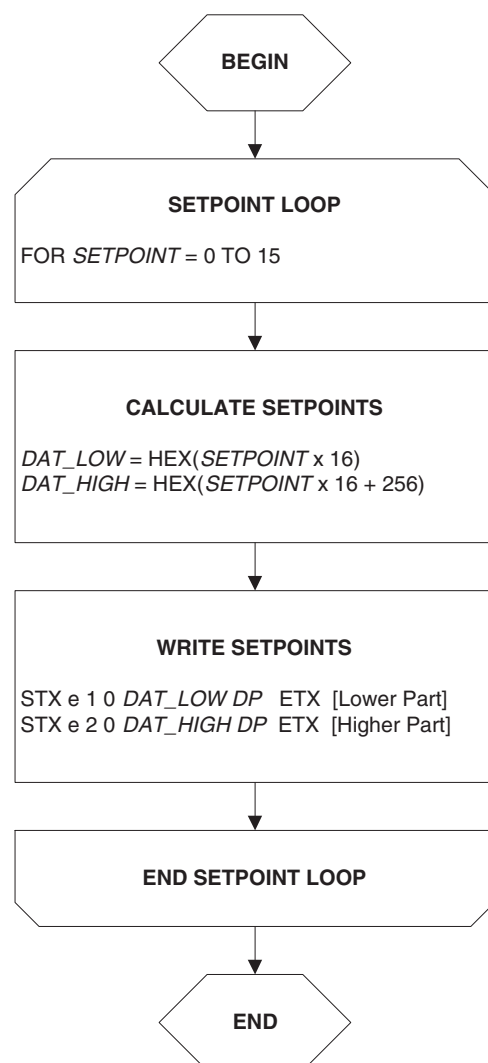 BEGIN
SETPOINT LOOP
FOR SETPOINT = 0 TO 15
CALCULATE SETPOINTS
DAT_LOW = HEX(SETPOINT x 16)
DAT_HIGH = HEX(SETPOINT x 16 + 256)
WRITE SETPOINTS
STX e 1 0 DAT_LOW DP ETX [Lower Part]
STX e 2 0 DAT_HIGH DP ETX [Higher Part]
END SETPOINT LOOP
END